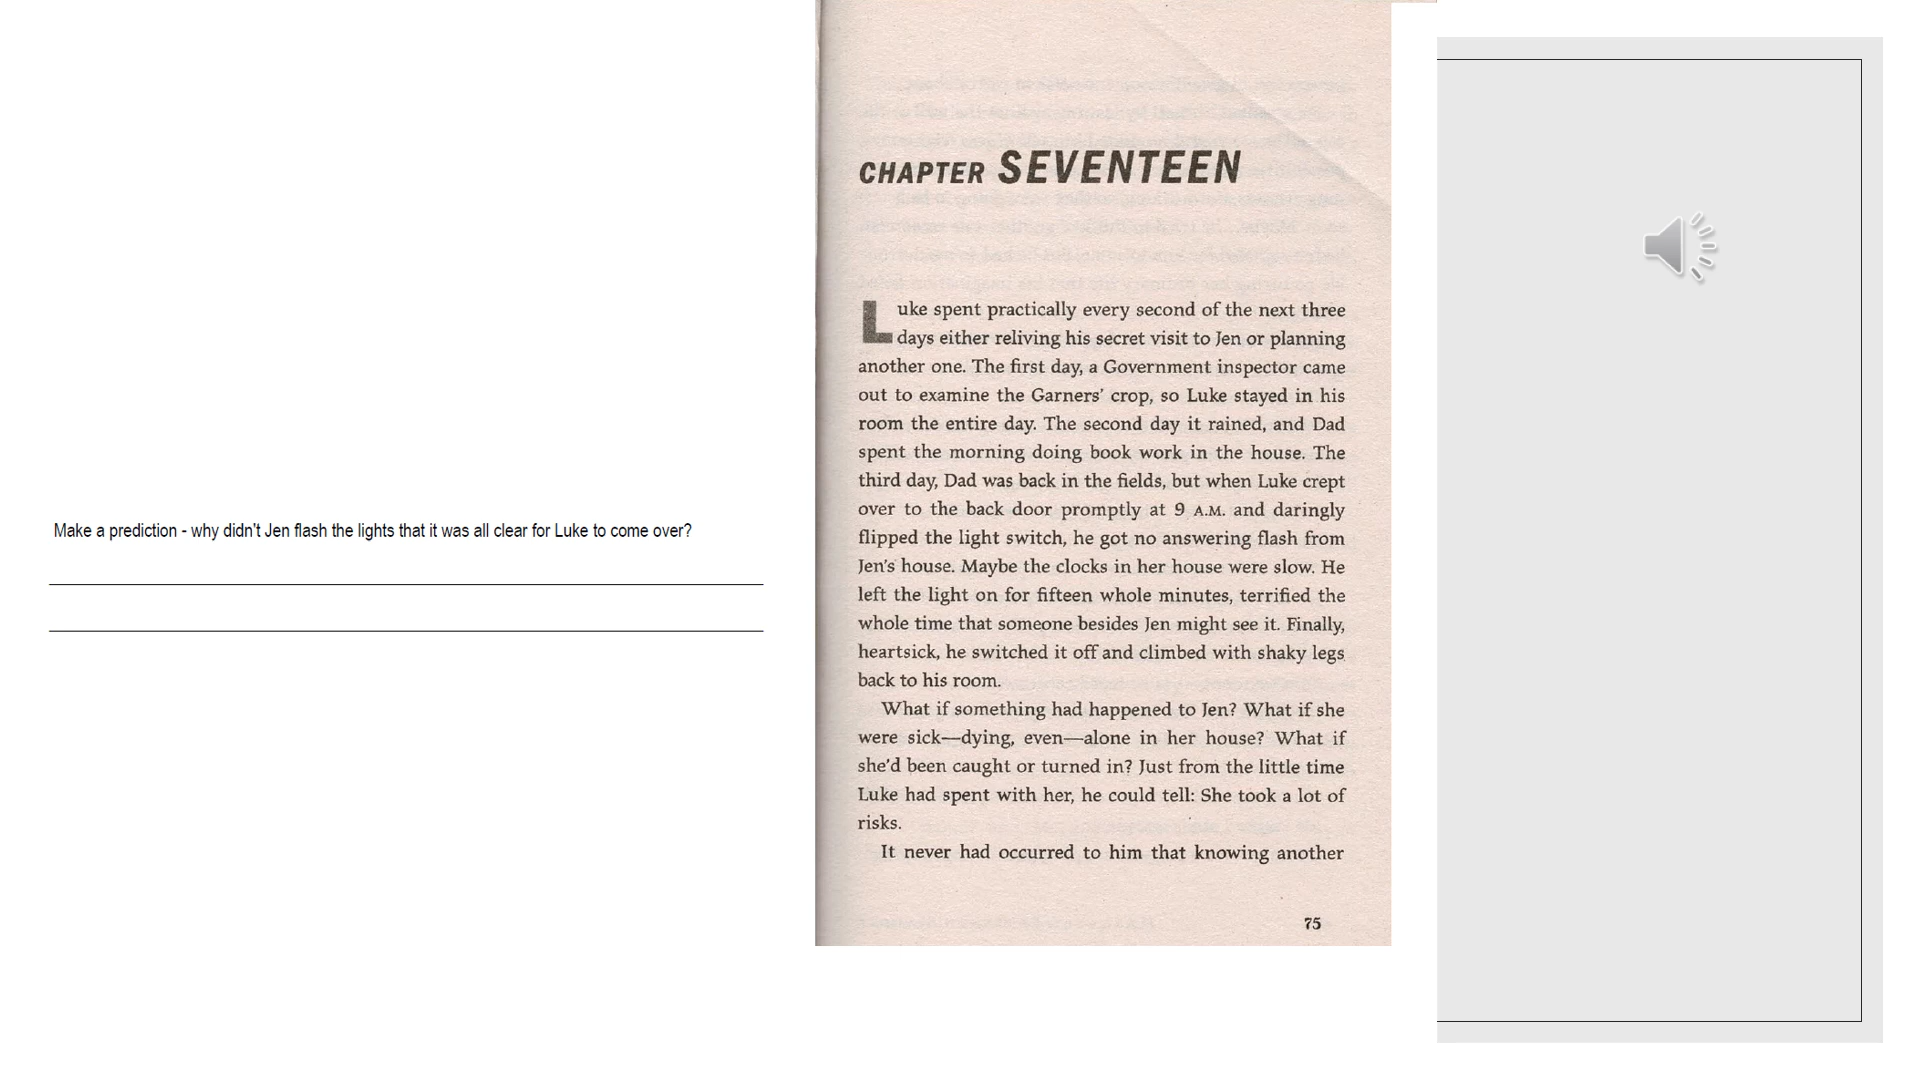 Make a prediction - why didn't Jen flash the lights that it was all clear for Luke to come over?
CHAPTER SEVENTEEN
Luke spent practically every second of the next three
days either reliving his secret visit to Jen or planning
another one. The first day, a Government inspector came
out to examine the Garners' crop, so Luke stayed in his
room the entire day. The second day it rained, and Dad
spent the morning doing book work in the house. The
third day, Dad was back in the fields, but when Luke crept
over to the back door promptly at 9 A.M. and daringly
flipped the light switch, he got no answering flash from
Jen's house. Maybe the clocks in her house were slow. He
left the light on for fifteen whole minutes, terrified the
whole time that someone besides Jen might see it. Finally,
heartsick, he switched it off and climbed with shaky legs
back to his room.
What if something had happened to Jen? What if she
were sick—dying, even—alone in her house? What if
she'd been caught or turned in? Just from the little time
Luke had spent with her, he could tell: She took a lot of
risks.
It never had occurred to him that knowing another
75